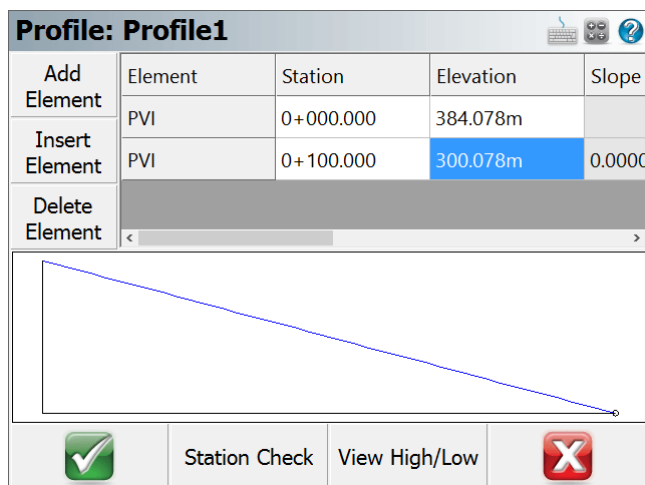 Profile: Profile1
Add
Element
Insert
Element
Delete
Element
Element Station Elevation Slope
PVI 0+000.000 384.078m
PVI 0+100.000 300.078m 0.0000
Station Check View High/Low